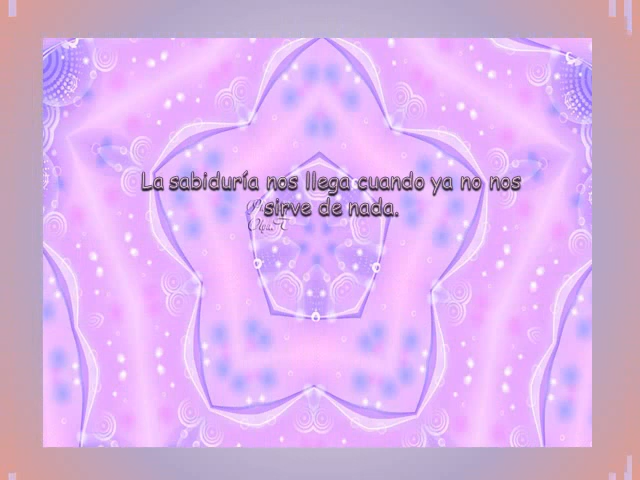 La sabiduría nos llega cuando ya no nos
sirve de nada.